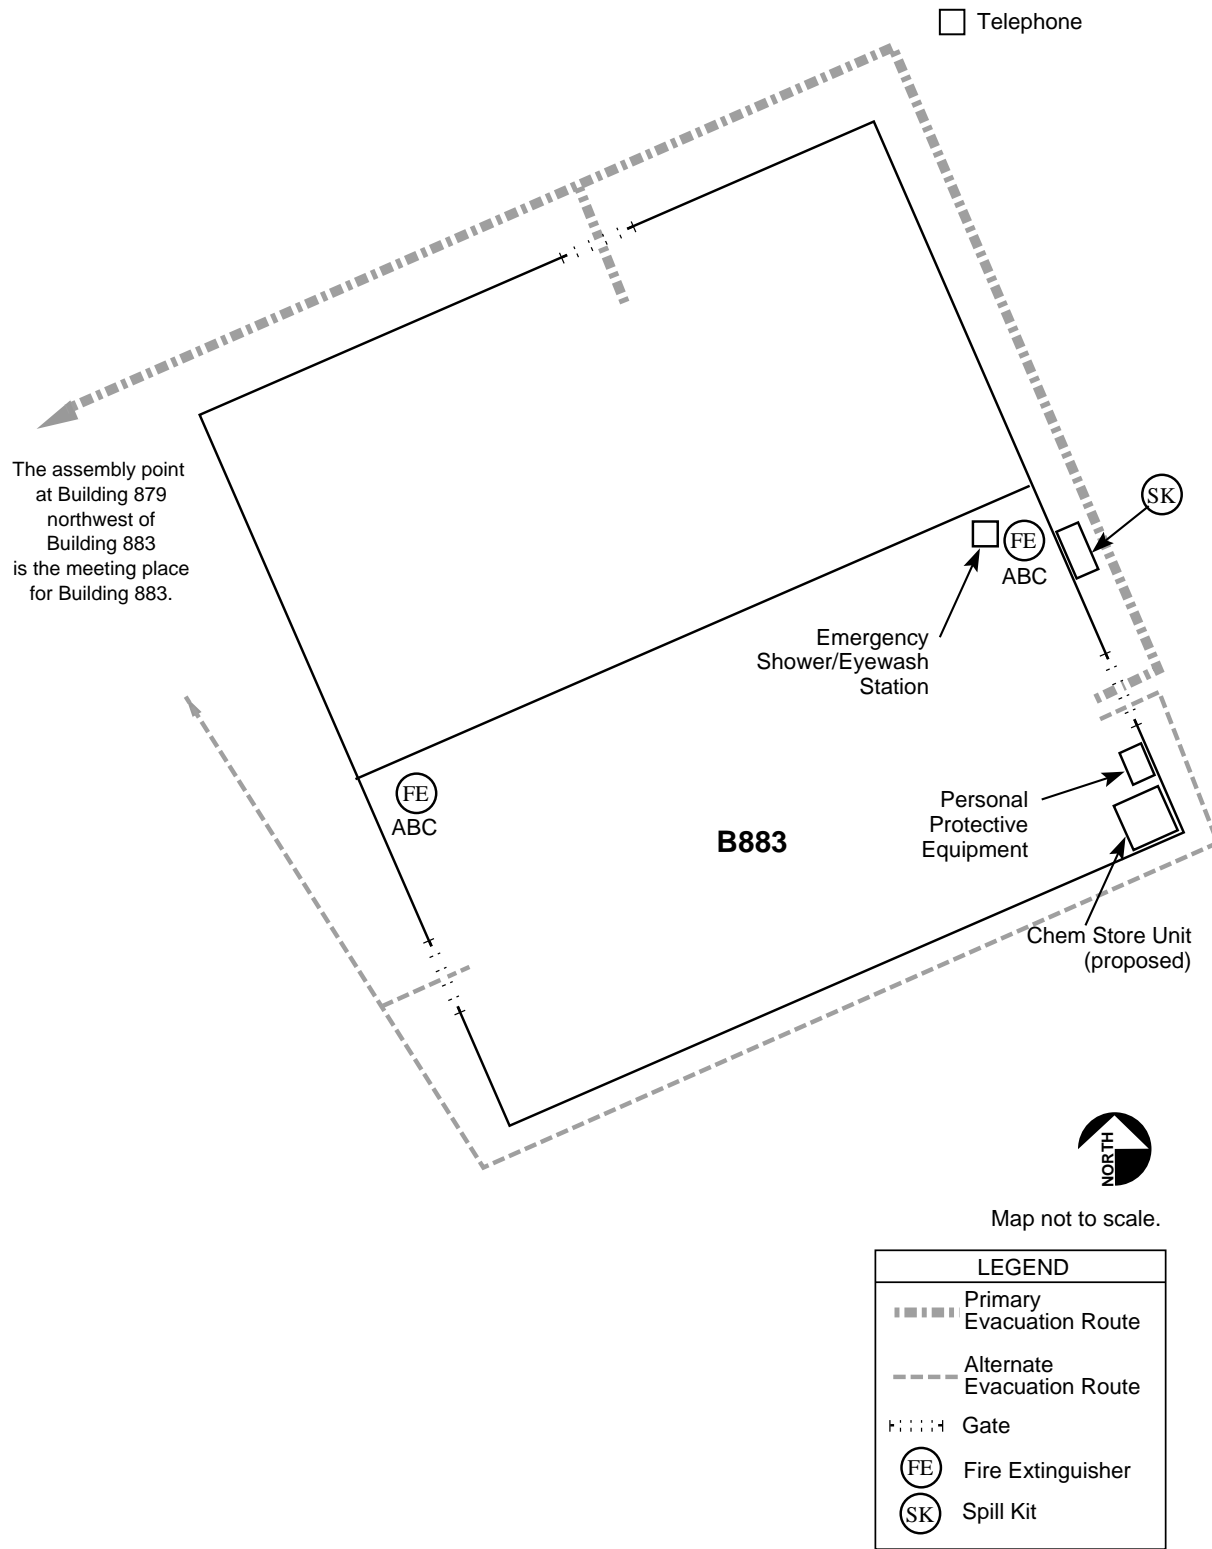 Telephone
The assembly point
at Building 879
northwest of
Building 883
is the meeting place
for Building 883.
SK
FE
ABC
Emergency
Shower/Eyewash
Station
FE
ABC
Personal
Protective
Equipment
B883
Chem Store Unit
(proposed)
NORTH
Map not to scale.
LEGEND
Primary
Evacuation Route
Alternate
Evacuation Route
Gate
FE Fire Extinguisher
SK Spill Kit